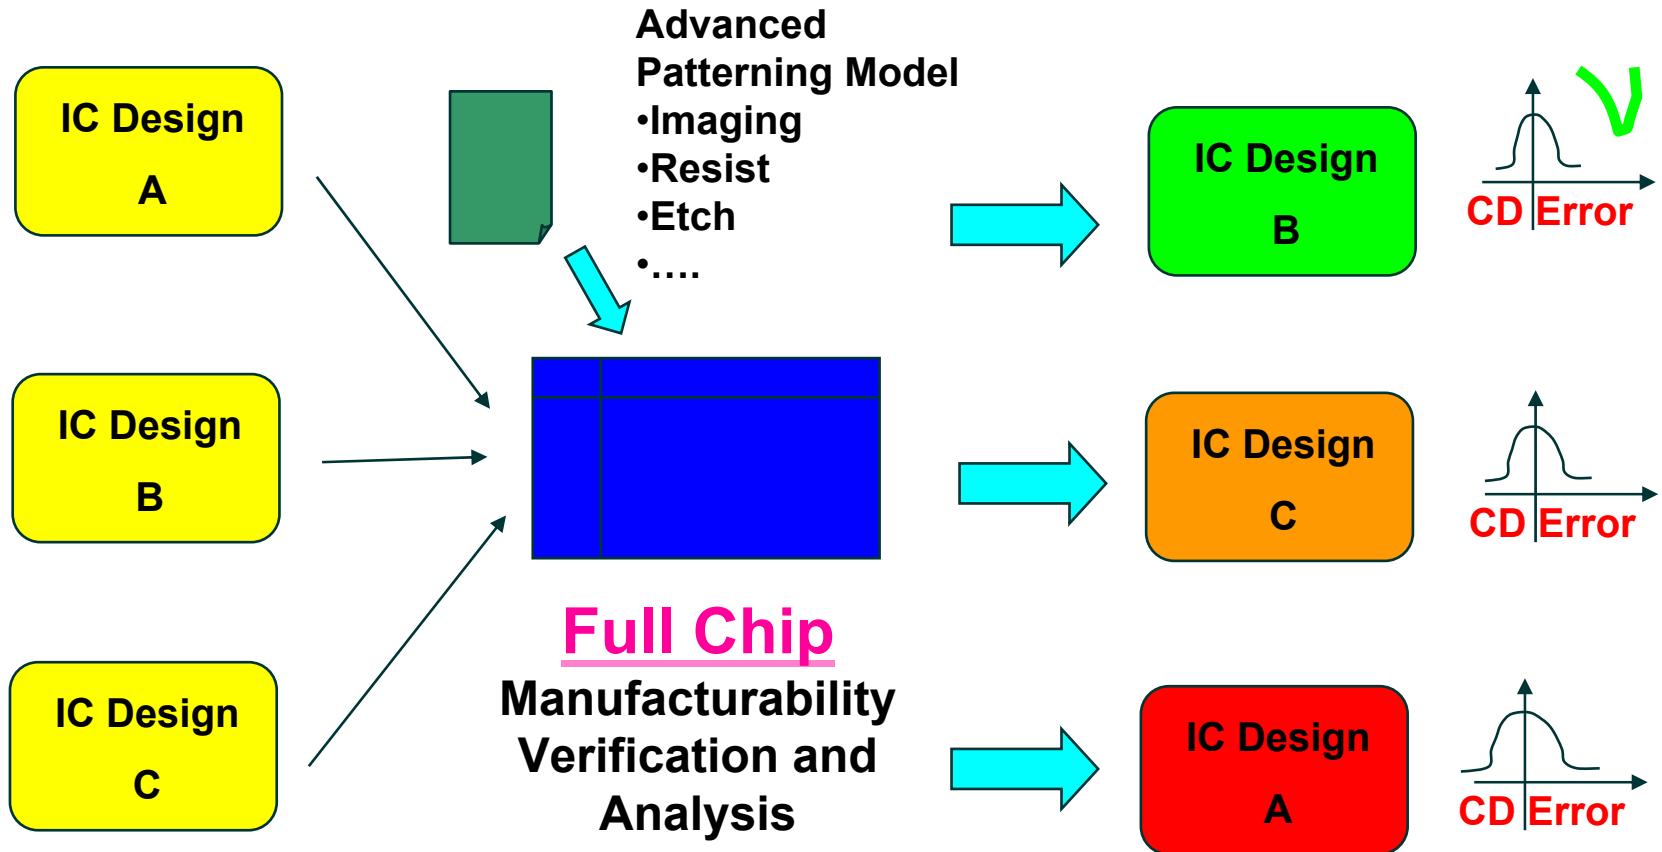 IC Design
A
IC Design
B
IC Design
C
Advanced
Patterning Model
•Imaging
•Resist
•Etch
•....
Full Chip
Manufacturability
Verification and
Analysis
IC Design
B
CD Error
IC Design
C
CD Error
IC Design
A
CD Error